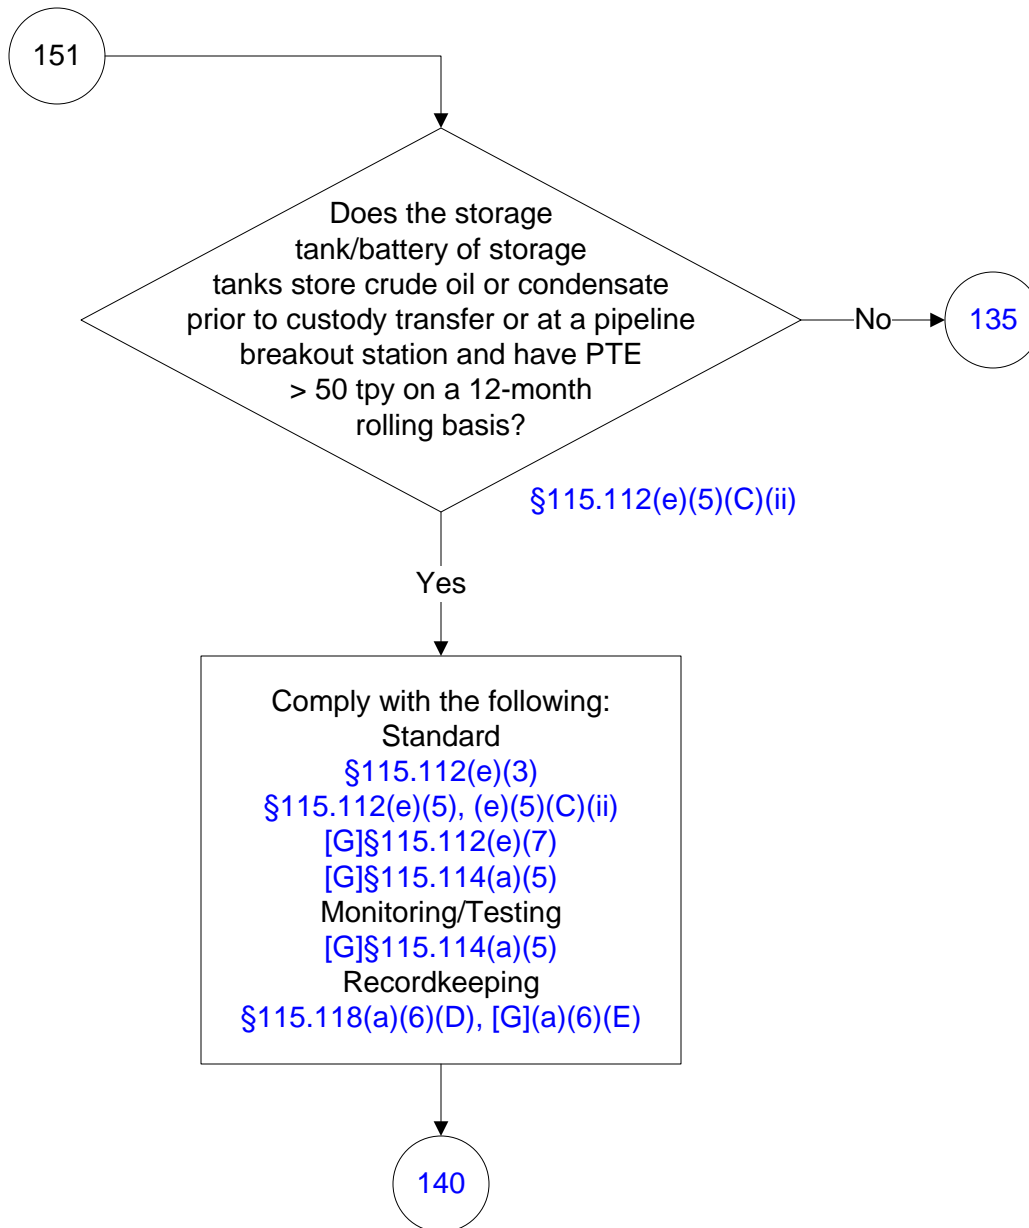 151
Does the storage
tank/battery of storage
tanks store crude oil or condensate
prior to custody transfer or at a pipeline
breakout station and have PTE
> 50 tpy on a 12-month
rolling basis?
No
135
§115.112(e)(5)(C)(ii)
Yes
Comply with the following:
Standard
§115.112(e)(3)
§115.112(e)(5), (e)(5)(C)(ii)
[G]§115.112(e)(7)
[G]§115.114(a)(5)
Monitoring/Testing
[G]§115.114(a)(5)
Recordkeeping
§115.118(a)(6)(D), [G](a)(6)(E)
140